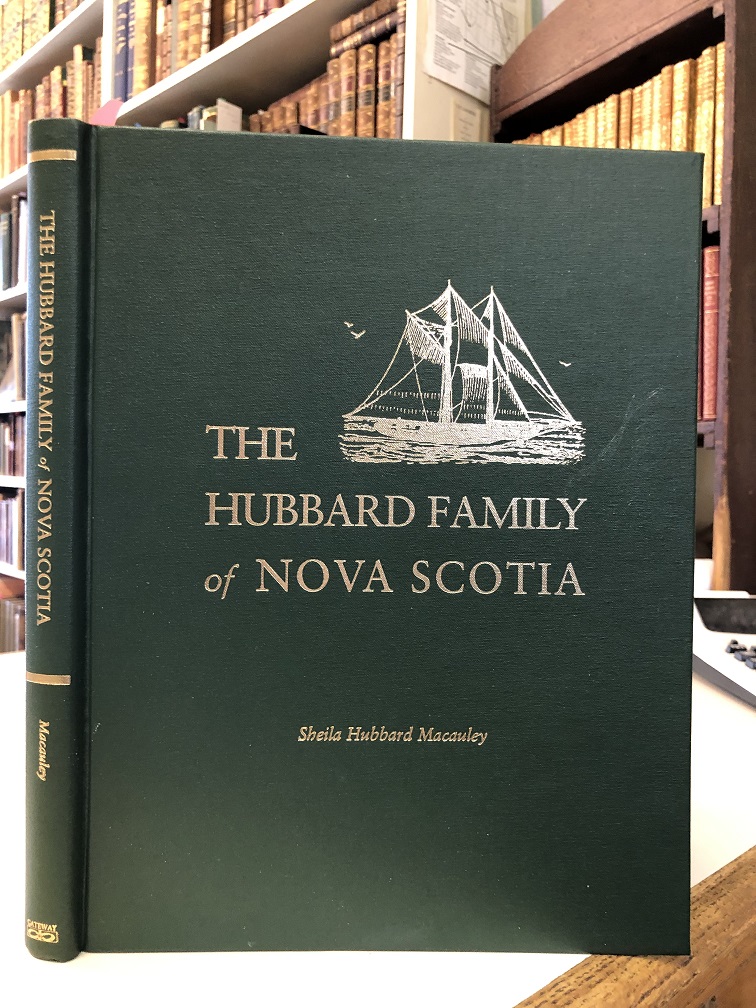 THE
HUBBARD FAMILY
of NOVA SCOTIA
Sheila Hubbard Macauley
THE HUBBARD FAMILY of NOVA SCOTIA
Macauley
GATEWAY